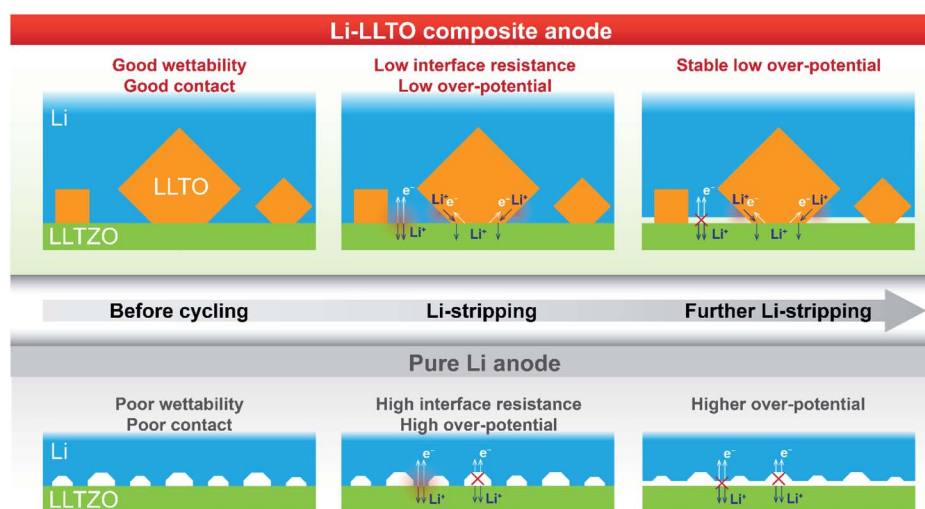 Li-LLTO composite anode
Good wettability
Good contact
Low interface resistance
Low over-potential
Stable low over-potential
Li
LLTO
LLTZO
e⁻
Li⁺
e⁻
Li⁺
Li⁺
e⁻
Li⁺
e⁻
Li⁺
e⁻
Li⁺
e⁻
Li⁺
Li⁺
Before cycling
Li-stripping
Further Li-stripping
Pure Li anode
Poor wettability
Poor contact
High interface resistance
High over-potential
Higher over-potential
Li
LLTZO
e⁻
e⁻
Li⁺
Li⁺
e⁻
e⁻
Li⁺
Li⁺